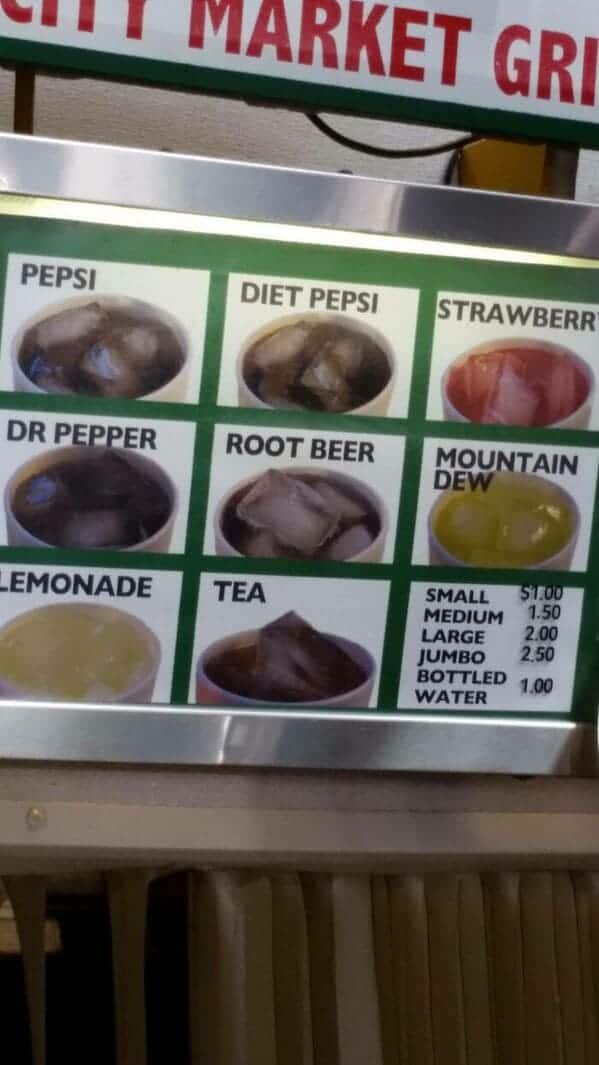 CITY MARKET GRI
PEPSI
DIET PEPSI
STRAWBERR
DR PEPPER
ROOT BEER
MOUNTAIN
DEW
LEMONADE
TEA
SMALL $1.00
MEDIUM 1.50
LARGE 2.00
JUMBO 2.50
BOTTLED
WATER 1.00